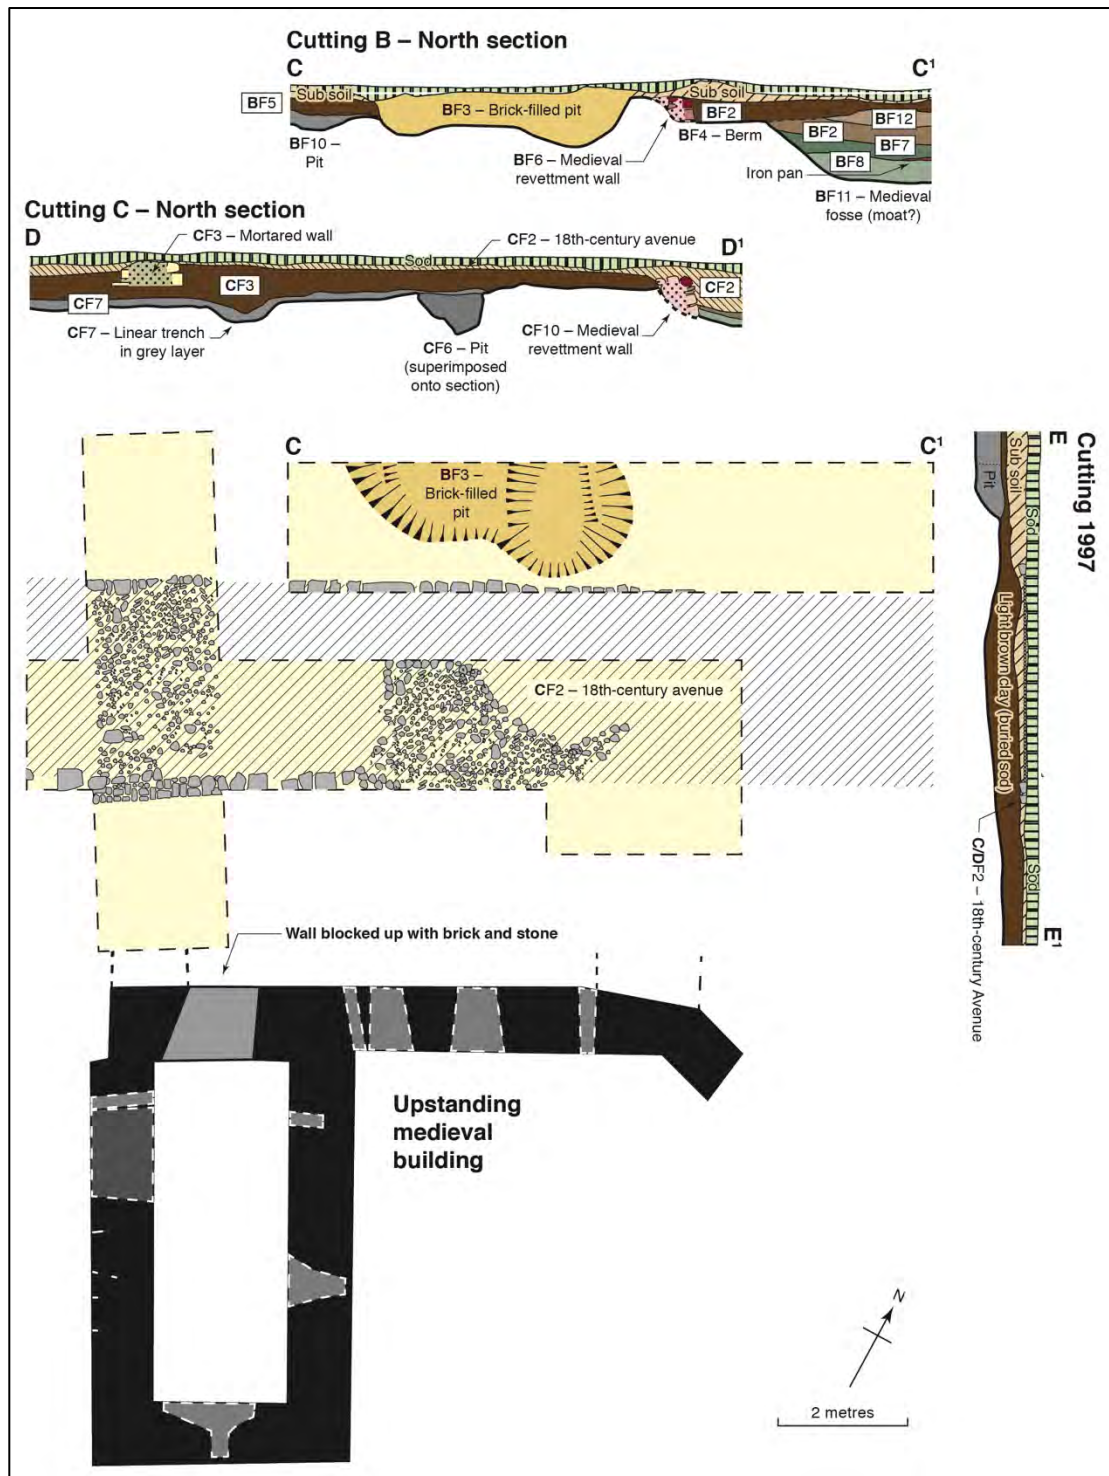 Cutting B – North section
C
C¹
BF5
Sub soil
BF3 – Brick-filled pit
Sub soil
BF2
BF12
BF10 –
Pit
BF6 – Medieval
revettment wall
BF4 – Berm
BF2
BF7
BF8
Iron pan
BF11 – Medieval
fosse (moat?)
Cutting C – North section
D
D¹
CF3 – Mortared wall
CF2 – 18th-century avenue
Sod
CF7
CF3
CF2
CF7 – Linear trench
in grey layer
CF6 – Pit
(superimposed
onto section)
CF10 – Medieval
revettment wall
C
C¹
BF3 –
Brick-filled
pit
CF2 – 18th-century avenue
Cutting 1997
E
E¹
Pit
Sub soil
Sod
Light brown clay (buried sod)
Sod
C/DF2 – 18th-century Avenue
Wall blocked up with brick and stone
Upstanding
medieval
building
N
2 metres